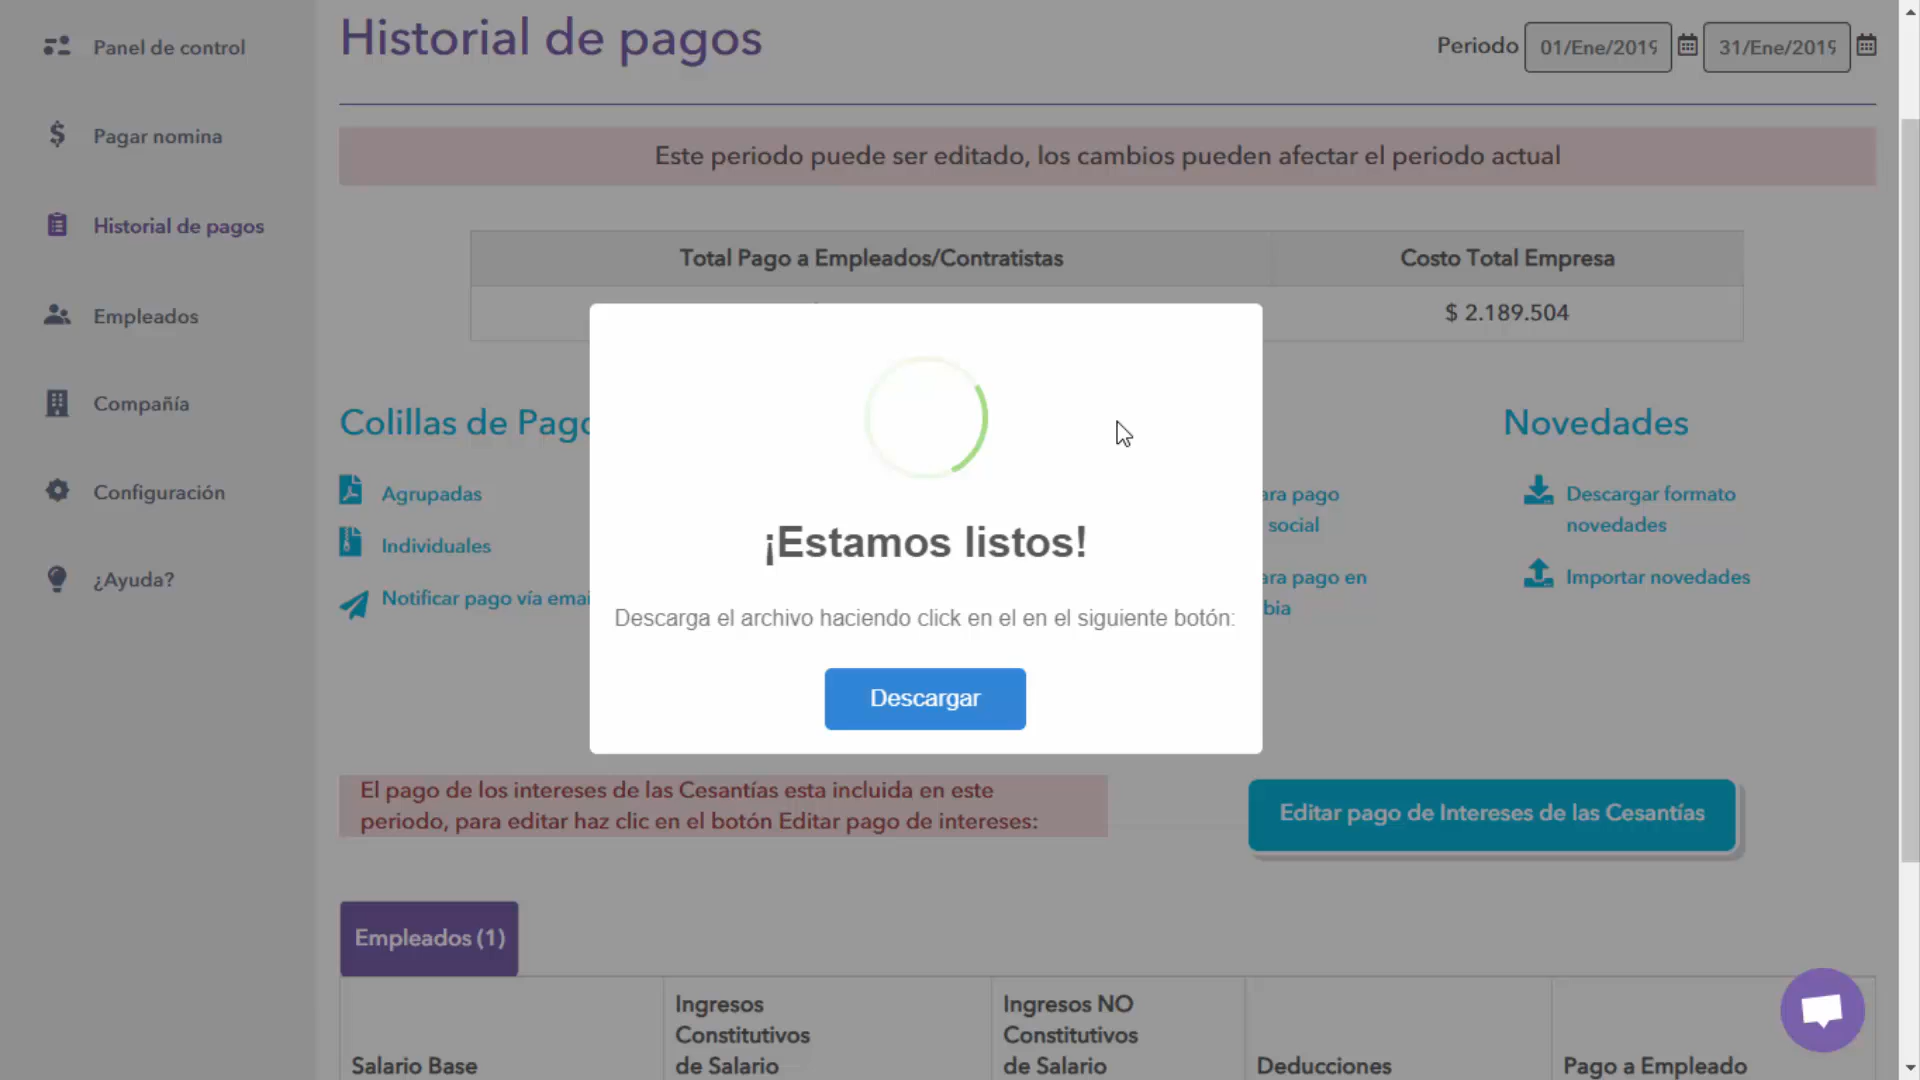 Panel de control
Pagar nomina
Historial de pagos
Empleados
Compañía
Configuración
¿Ayuda?
Historial de pagos
Periodo 01/Ene/2019 31/Ene/2019
Este periodo puede ser editado, los cambios pueden afectar el periodo actual
Total Pago a Empleados/Contratistas Costo Total Empresa
$ 2.189.504
Colillas de Pago
Agrupadas
Individuales
Notificar pago vía emai
ara pago
social
ara pago en
bia
Novedades
Descargar formato
novedades
Importar novedades
¡Estamos listos!
Descarga el archivo haciendo click en el en el siguiente botón:
Descargar
El pago de los intereses de las Cesantías esta incluida en este
periodo, para editar haz clic en el botón Editar pago de intereses:
Editar pago de Intereses de las Cesantías
Empleados (1)
Salario Base
Ingresos
Constitutivos
de Salario
Ingresos NO
Constitutivos
de Salario
Deducciones
Pago a Empleado